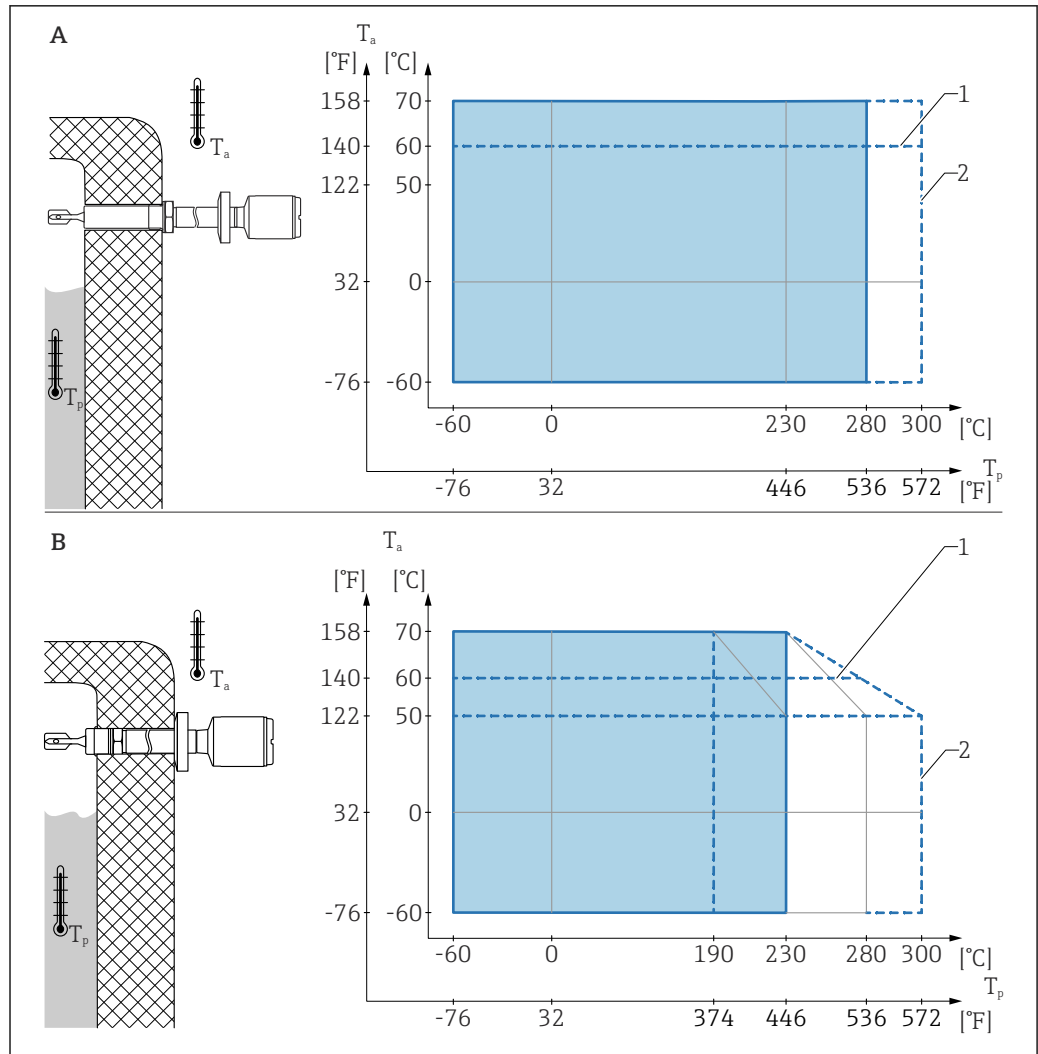 A
Tₐ
[°F] [°C]
Tₐ
158 70
1
140 60
122 50
2
32 0
Tₚ
-76 -60
-60 0 230 280 300 [°C]
Tₚ
-76 32 446 536 572 [°F]
B
Tₐ
1
[°F] [°C]
158 70
Tₐ
140 60
122 50
2
32 0
-76 -60
Tₚ
-60 0 190 230 280 300 [°C]
Tₚ
-76 32 374 446 536 572 [°F]